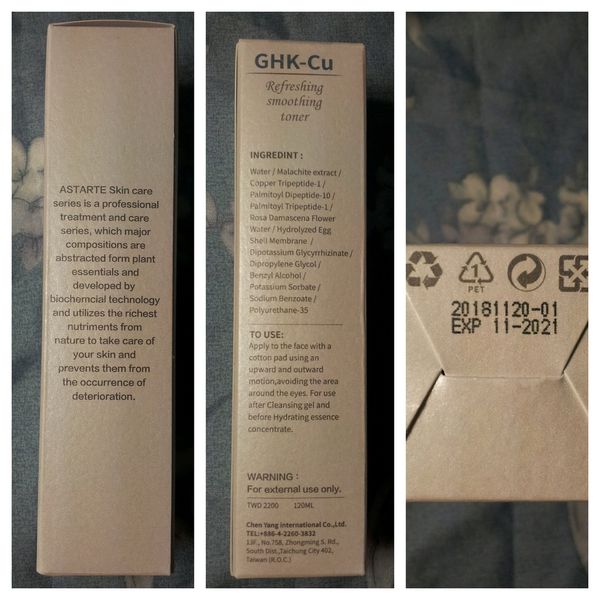 ASTARTE Skin care
series is a professional
treatment and care
series, which major
compositions are
abstracted form plant
essentials and
developed by
biochemcial technology
and utilizes the richest
nutriments from
nature to take care of
your skin and
prevents them from
the occurrence of
deterioration.
GHK-Cu
Refreshing
smoothing
toner
INGREDINT :
Water / Malachite extract /
Copper Tripeptide-1 /
Palmitoyl Dipeptide-10 /
Palmitoyl Tripeptide-1 /
Rosa Damascena Flower
Water / Hydrolyzed Egg
Shell Membrane /
Dipotassium Glycyrrhizinate /
Dipropylene Glycol /
Benzyl Alcohol /
Potassium Sorbate /
Sodium Benzoate /
Polyurethane-35
TO USE:
Apply to the face with a
cotton pad using an
upward and outward
motion,avoiding the area
around the eyes. For use
after Cleansing gel and
before Hydrating essence
concentrate.
WARNING :
For external use only.
TWD 2200 120ML
Chen Yang international Co.,Ltd.
TEL:+886-4-2260-3832
13F., No.758, Zhongming S. Rd.,
South Dist.,Taichung City 402,
Taiwan (R.O.C.)
1
PET
20181120-01
EXP 11-2021